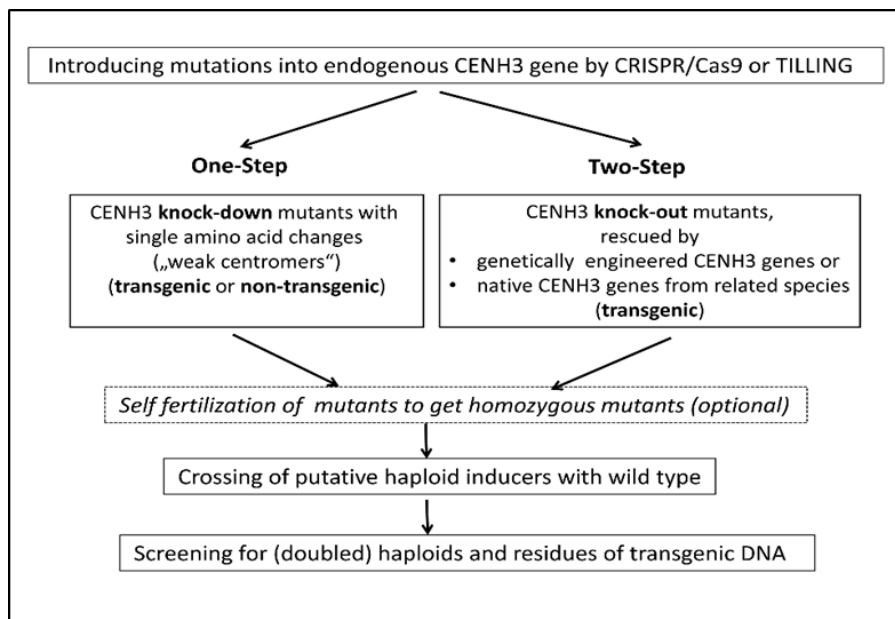 Introducing mutations into endogenous CENH3 gene by CRISPR/Cas9 or TILLING
One-Step
CENH3 knock-down mutants with
single amino acid changes
(„weak centromers“)
(transgenic or non-transgenic)
Two-Step
CENH3 knock-out mutants,
rescued by
• genetically engineered CENH3 genes or
• native CENH3 genes from related species
(transgenic)
Self fertilization of mutants to get homozygous mutants (optional)
Crossing of putative haploid inducers with wild type
Screening for (doubled) haploids and residues of transgenic DNA